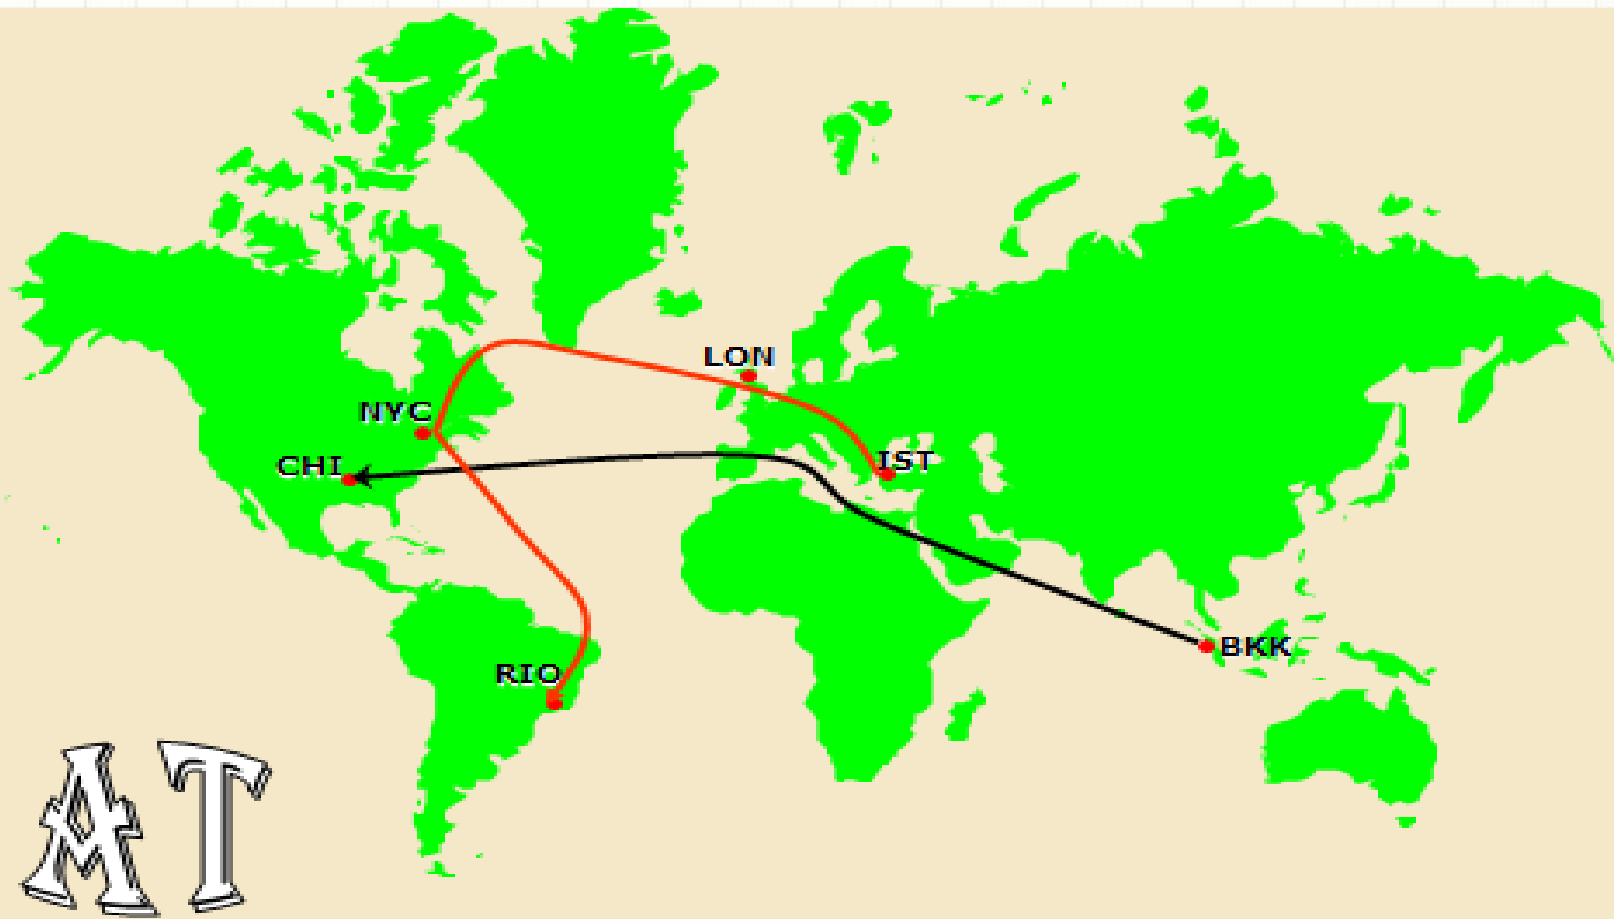 LON
NYC
IST
CHI
BKK
RIO
AT